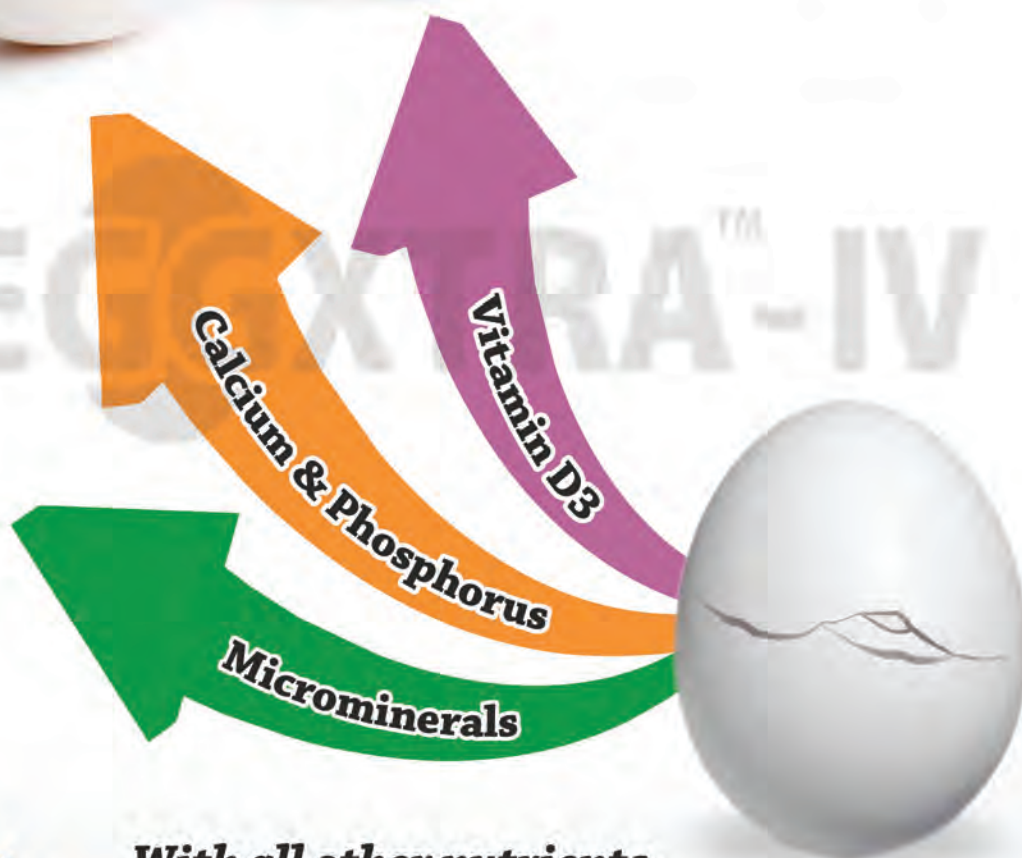 EGGXTRA™-IV
Vitamin D3
Calcium & Phosphorus
Microminerals
With all other nutrients